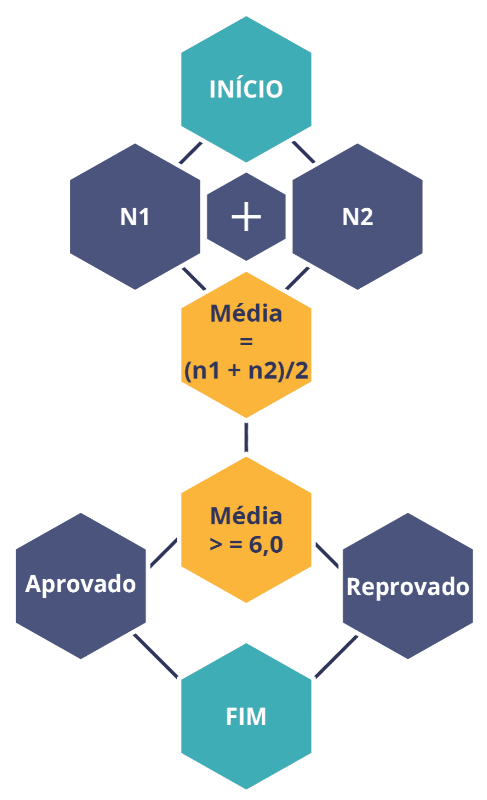 INÍCIO
N1
+
N2
Média
=
(n1 + n2)/2
Média
> = 6,0
Aprovado
Reprovado
FIM